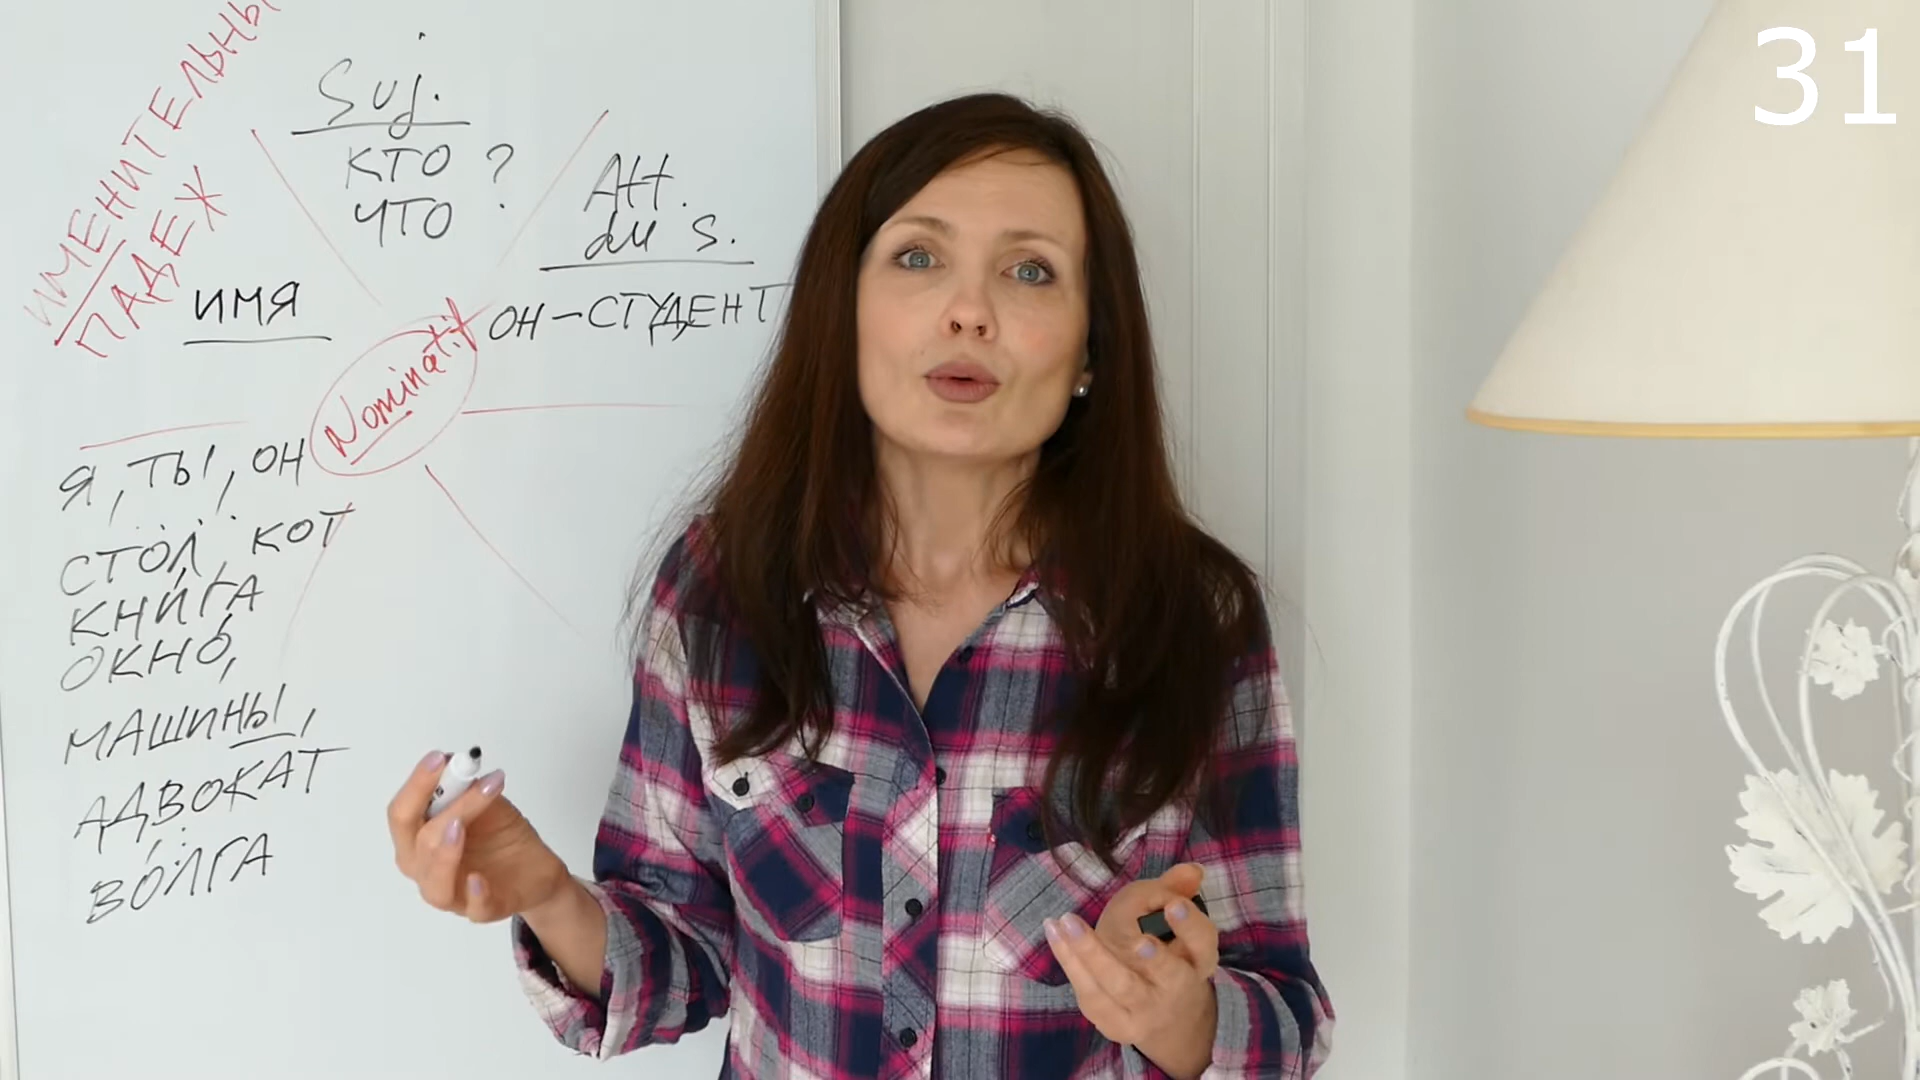 31
ИМЕНИТЕЛЬНЫ
ПАДЕЖ
Suj.
КТО ?
ЧТО
Att.
du s.
ОН – СТУДЕНТ
ИМЯ
Nominatif
Я, ТЫ, ОН
СТОЛ, КОТ
КНИГА
ОКНО,
МАШИНЫ,
АДВОКАТ
ВОЛГА